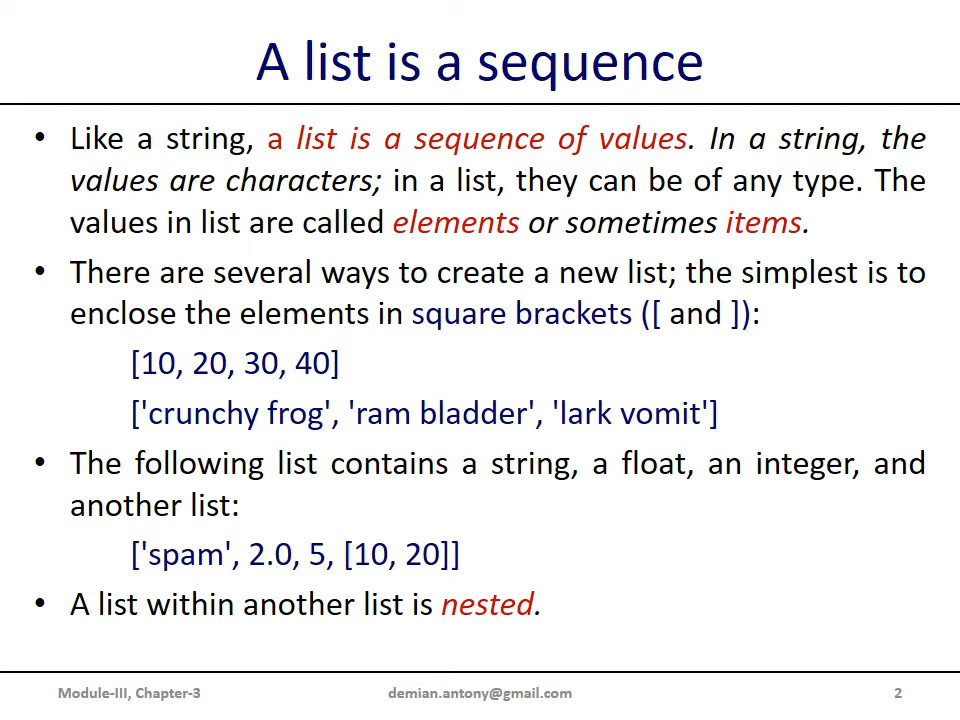 A list is a sequence
• Like a string, a list is a sequence of values. In a string, the
values are characters; in a list, they can be of any type. The
values in list are called elements or sometimes items.
• There are several ways to create a new list; the simplest is to
enclose the elements in square brackets ([ and ]):
[10, 20, 30, 40]
['crunchy frog', 'ram bladder', 'lark vomit']
• The following list contains a string, a float, an integer, and
another list:
['spam', 2.0, 5, [10, 20]]
• A list within another list is nested.
Module-III, Chapter-3 demian.antony@gmail.com 2